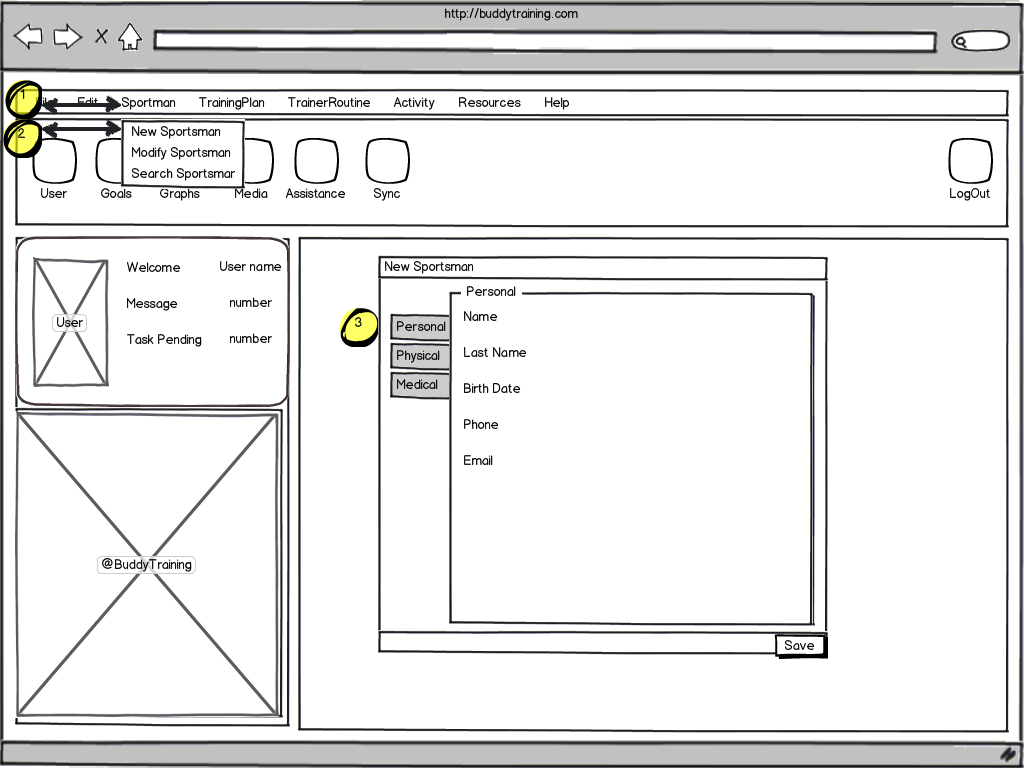 http://buddytraining.com
1
Edit Sportman TrainingPlan TrainerRoutine Activity Resources Help
2
New Sportsman
Modify Sportsman
Search Sportsmar
User Goals Graphs Media Assistance Sync LogOut
Welcome User name
Message number
User
Task Pending number
@BuddyTraining
New Sportsman
Personal
3
Personal
Physical
Medical
Name
Last Name
Birth Date
Phone
Email
Save